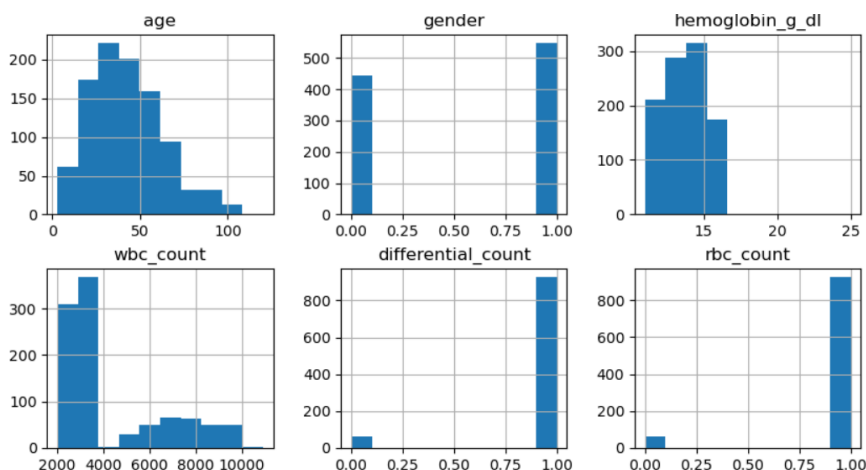 age gender hemoglobin_g_dl
200 500 300
150 400 200
100 300
50 200 100
100
0 0 0
0 50 100 0.00 0.25 0.50 0.75 1.00 15 20 25
wbc_count differential_count rbc_count
300 800 800
200 600 600
400 400
100 200 200
0 0 0
2000 4000 6000 8000 10000 0.00 0.25 0.50 0.75 1.00 0.00 0.25 0.50 0.75 1.00